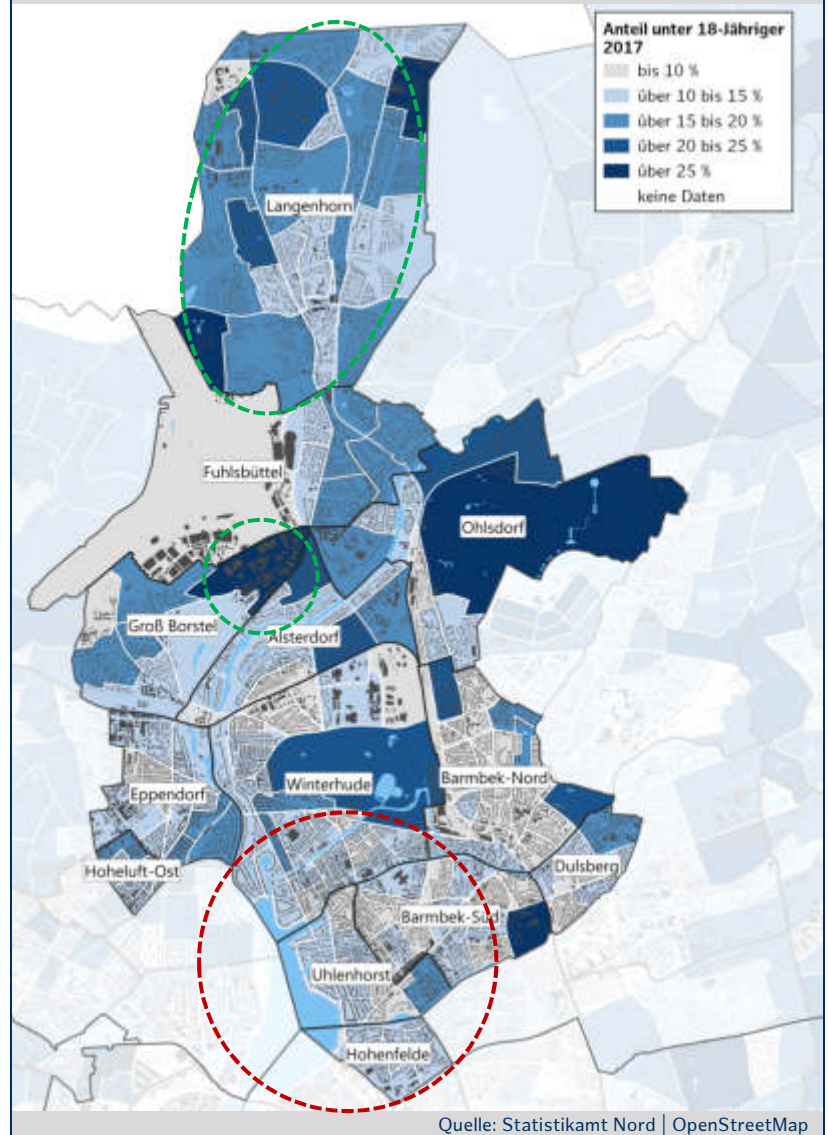 Anteil unter 18-Jähriger
2017
bis 10 %
über 10 bis 15 %
über 15 bis 20 %
über 20 bis 25 %
über 25 %
keine Daten
Langenhorn
Fuhlsbüttel
Ohlsdorf
Groß Borstel
Alsterdorf
Winterhude
Barmbek-Nord
Eppendorf
Hoheluft-Ost
Dulsberg
Barmbek-Süd
Uhlenhorst
Hohenfelde
Quelle: Statistikamt Nord | OpenStreetMap